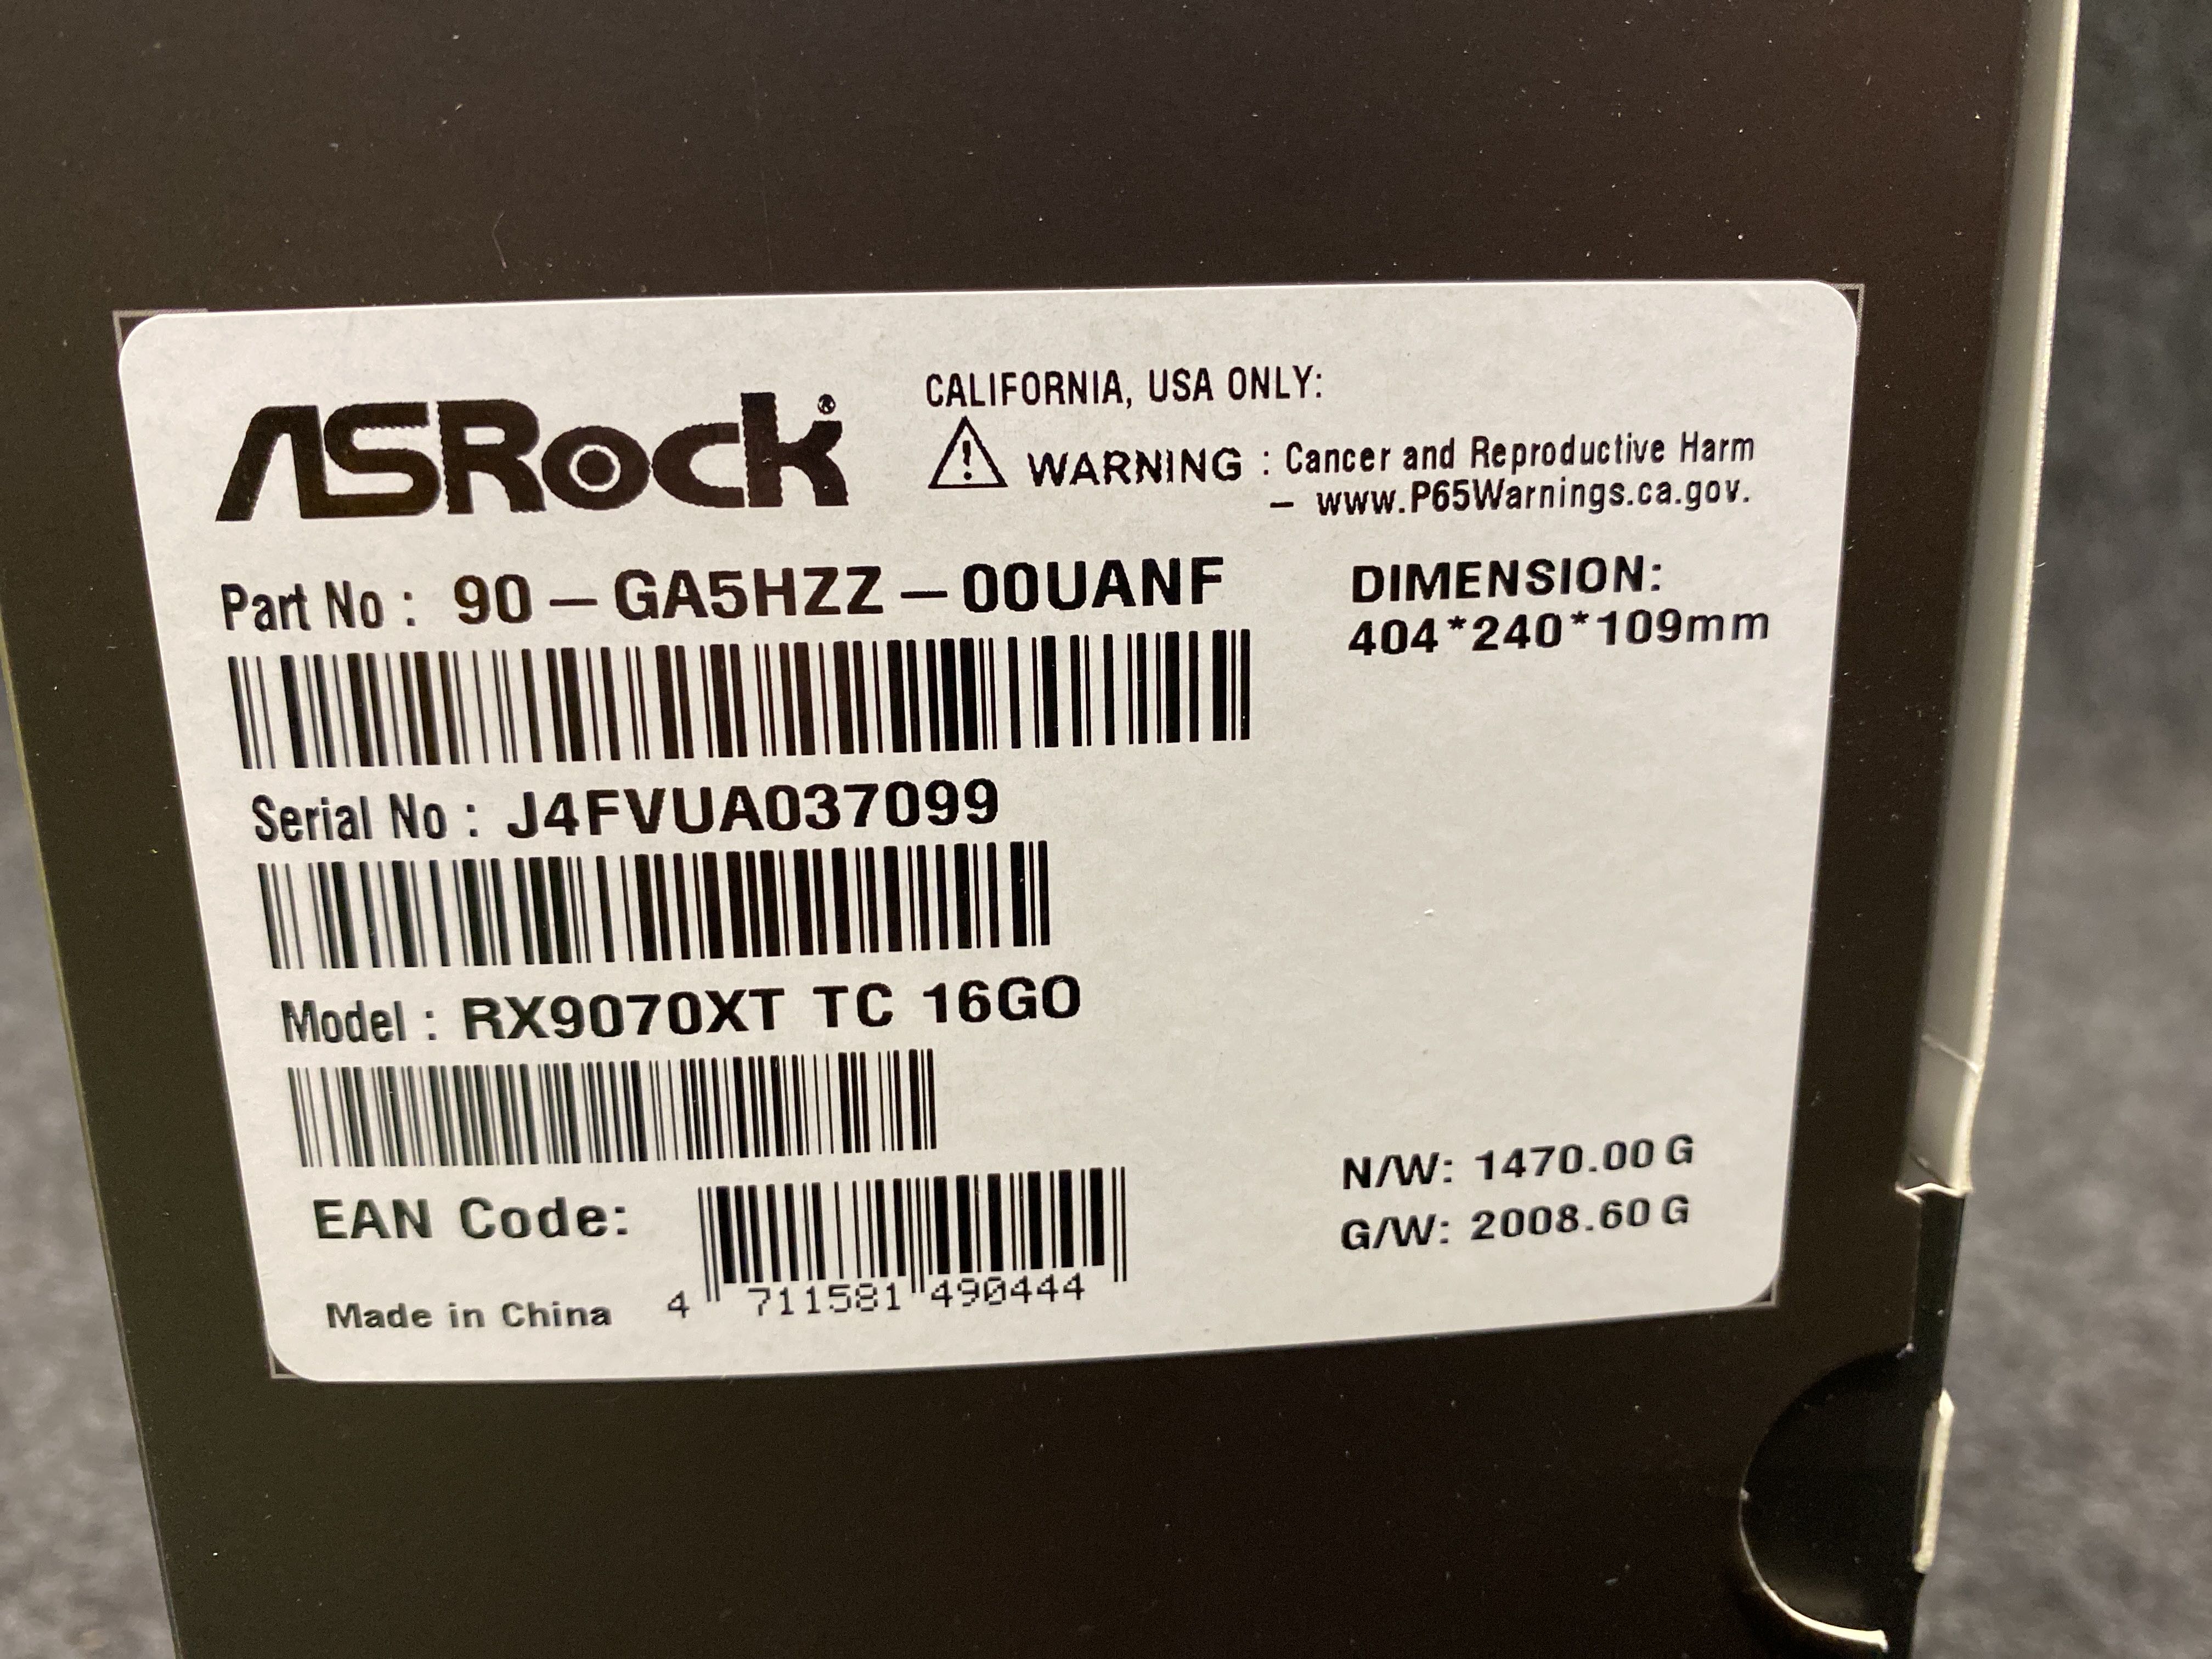 ASRock®
CALIFORNIA, USA ONLY:
WARNING : Cancer and Reproductive Harm
– www.P65Warnings.ca.gov.
Part No : 90-GA5HZZ-00UANF
DIMENSION:
404*240*109mm
Serial No : J4FVUA037099
Model : RX9070XT TC 16GO
N/W: 1470.00 G
G/W: 2008.60 G
EAN Code:
4 711581 490444
Made in China